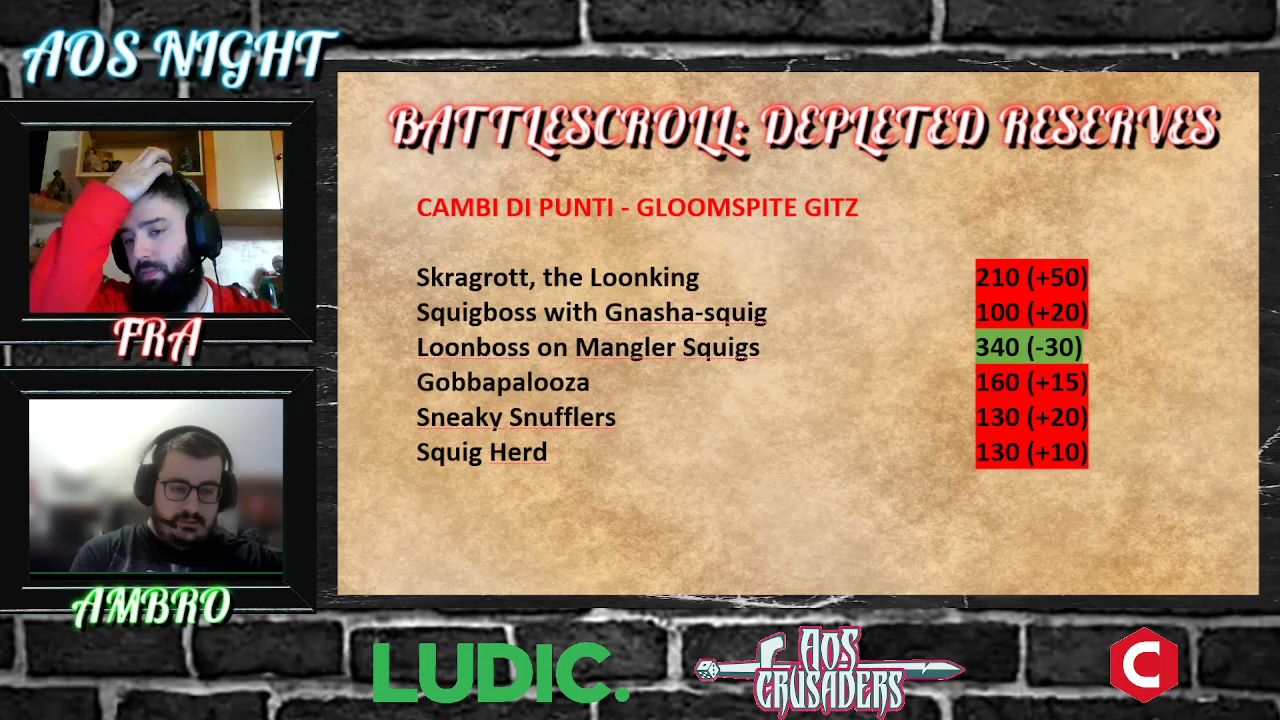 AOS NIGHT
BATTLESCROLL: DEPLETED RESERVES
CAMBI DI PUNTI - GLOOMSPITE GITZ
Skragrott, the Loonking 210 (+50)
Squigboss with Gnasha-squig 100 (+20)
Loonboss on Mangler Squigs 340 (-30)
Gobbapalooza 160 (+15)
Sneaky Snufflers 130 (+20)
Squig Herd 130 (+10)
FRA
AMBRO
LUDIC.
AOS
CRUSADERS
C